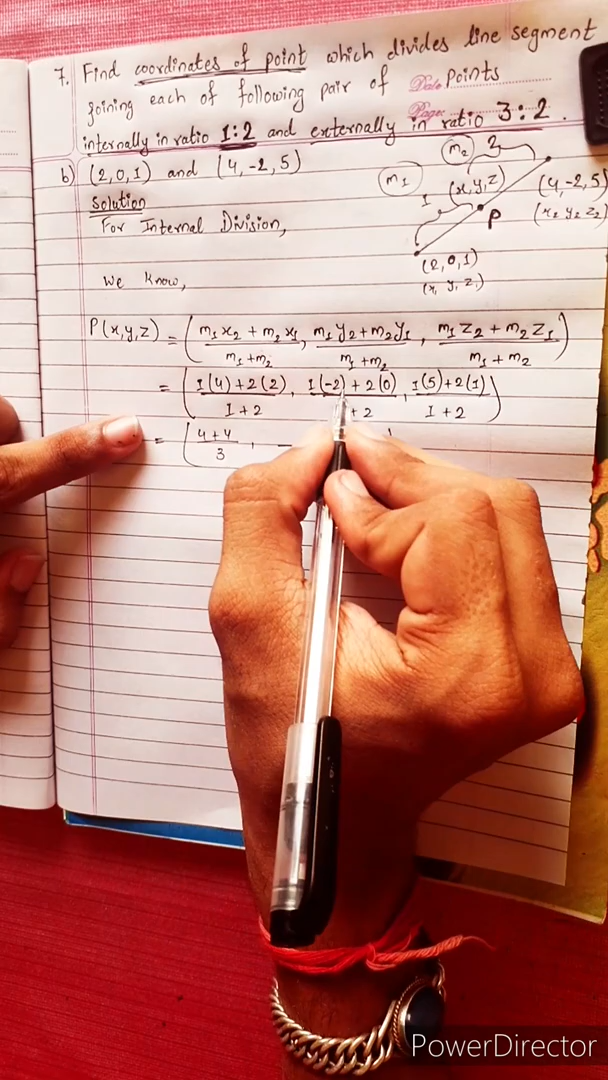 7. Find coordinates of point which divides line segment
joining each of following pair of Date points
Page:
internally in ratio 1:2 and externally in ratio 3:2.
b) (2,0,1) and (4,-2,5)
m₂ 2
m₁ 1 (x,y,z) (4,-2,5)
P (x₂ y₂ z₂)
Solution
For Internal Division,
(2,0,1)
(x₁ y₁ z₁)
We know,
P(x,y,z) = ( (m₁x₂ + m₂x₁)/(m₁+m₂), (m₁y₂+m₂y₁)/(m₁+m₂), (m₁z₂+m₂z₁)/(m₁+m₂) )
= ( (1(4)+2(2))/(1+2), (1(-2)+2(0))/(+2), (1(5)+2(1))/(1+2) )
= ( (4+4)/3,
PowerDirector